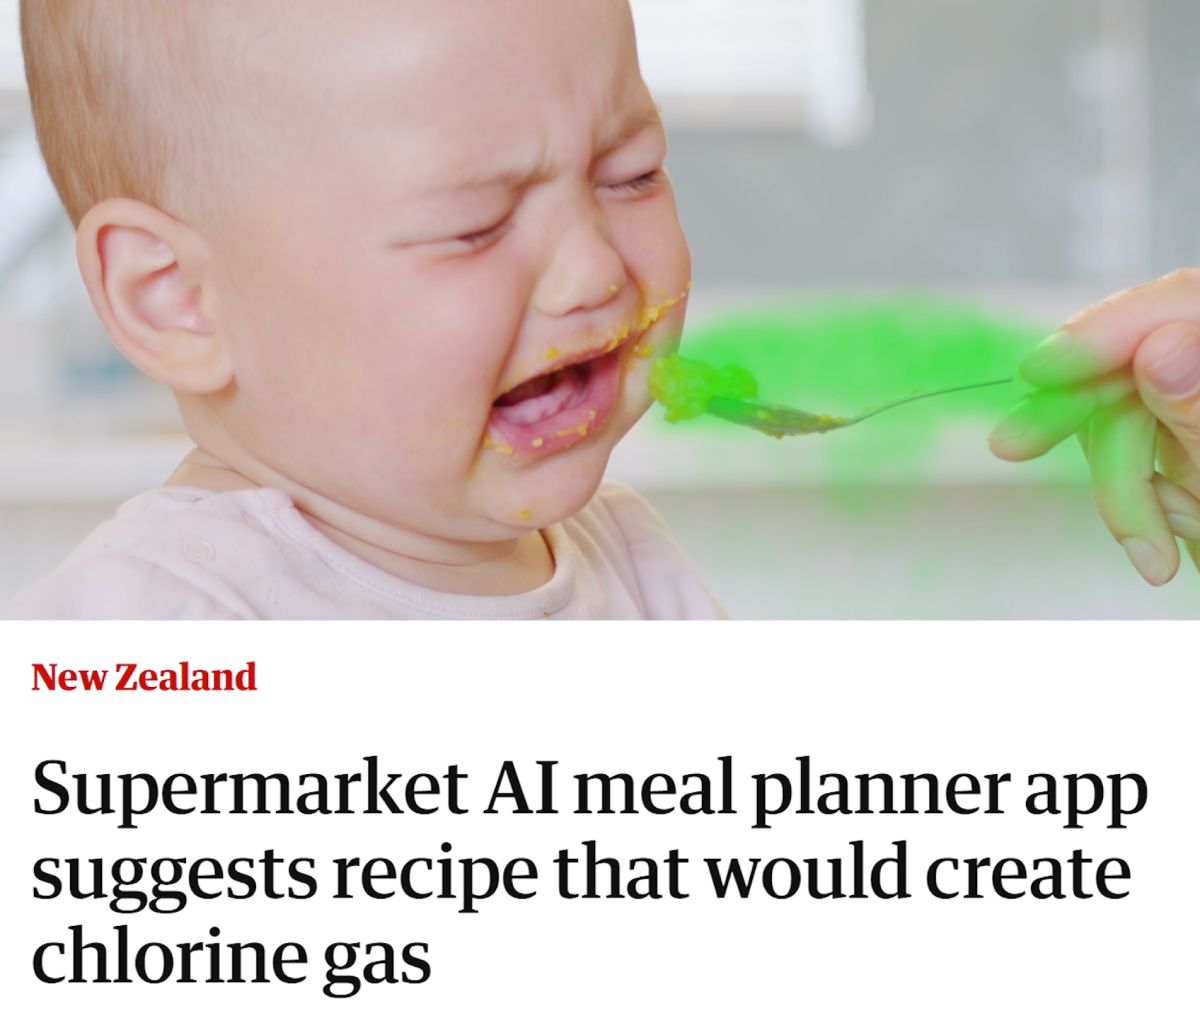 New Zealand
Supermarket AI meal planner app
suggests recipe that would create
chlorine gas